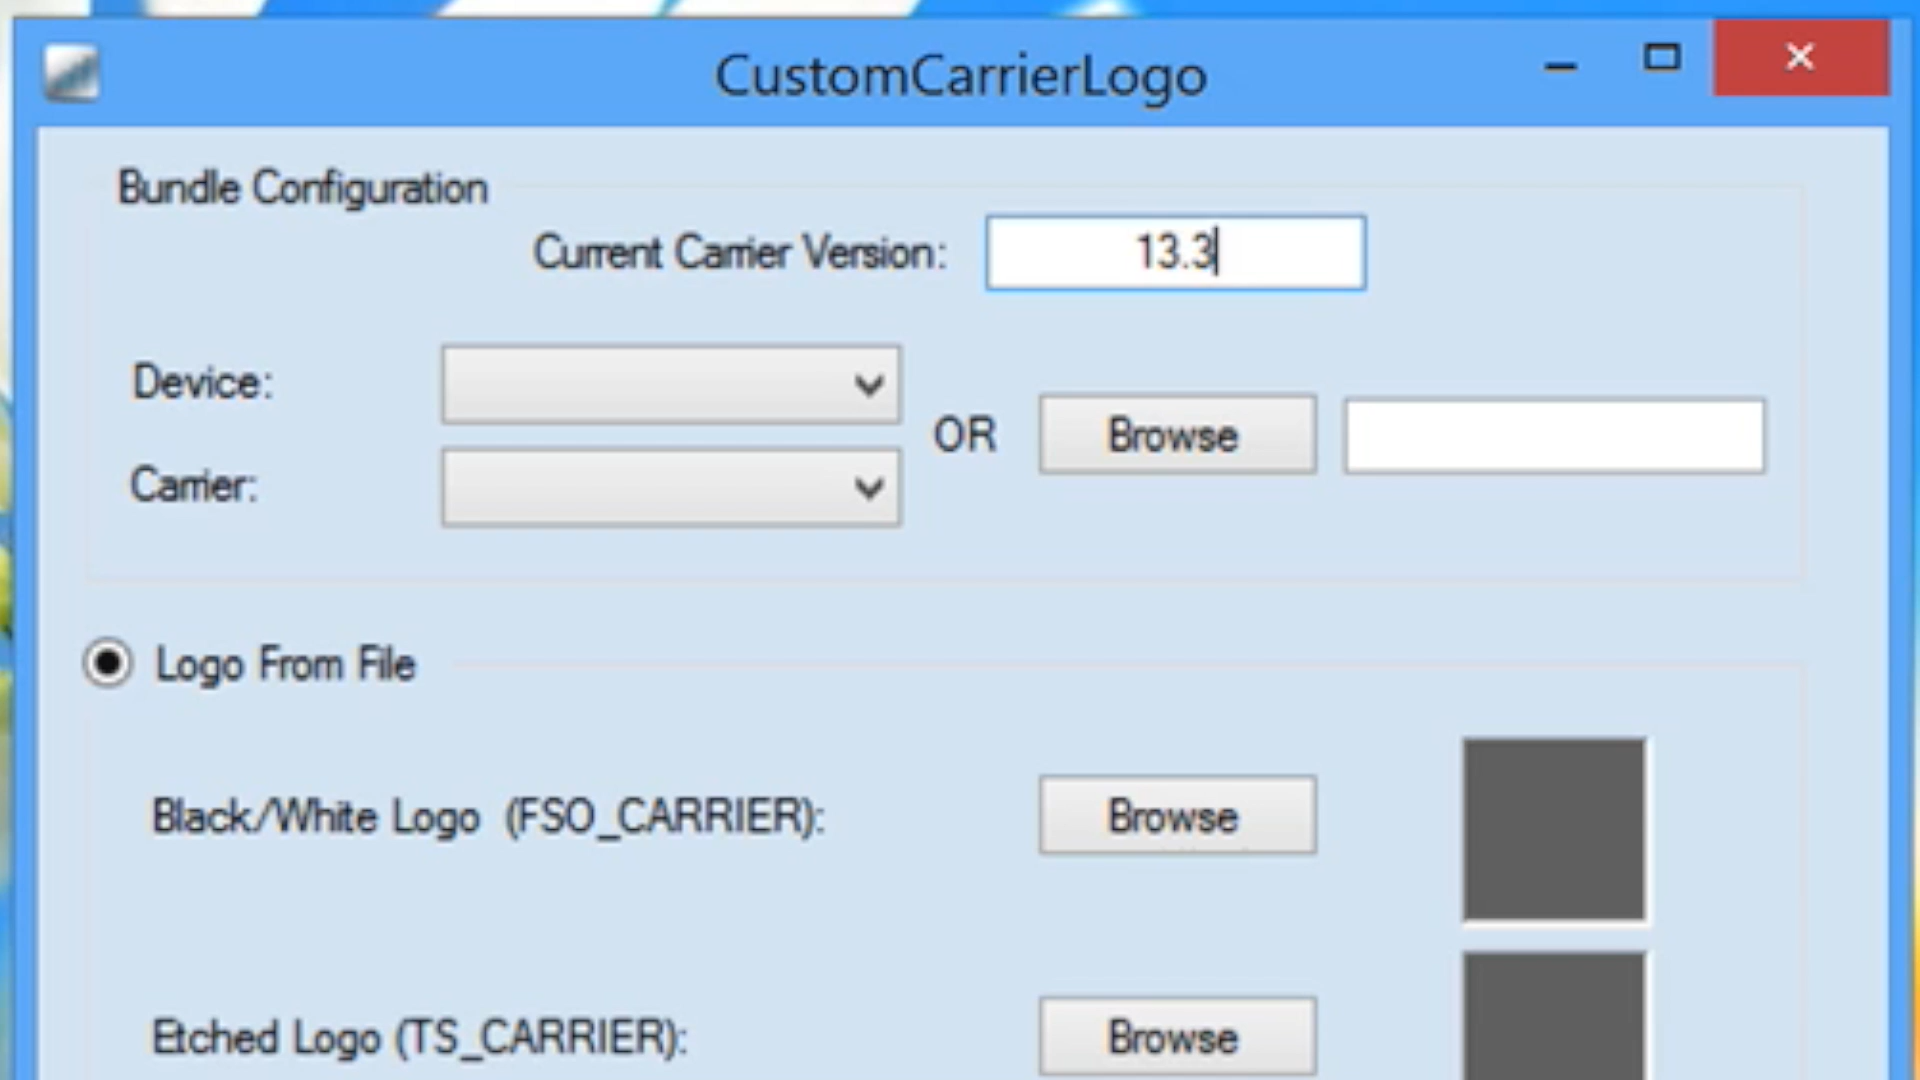 CustomCarrierLogo
Bundle Configuration
Current Carrier Version: 13.3
Device:
OR Browse
Carrier:
Logo From File
Black/White Logo (FSO_CARRIER): Browse
Etched Logo (TS_CARRIER): Browse